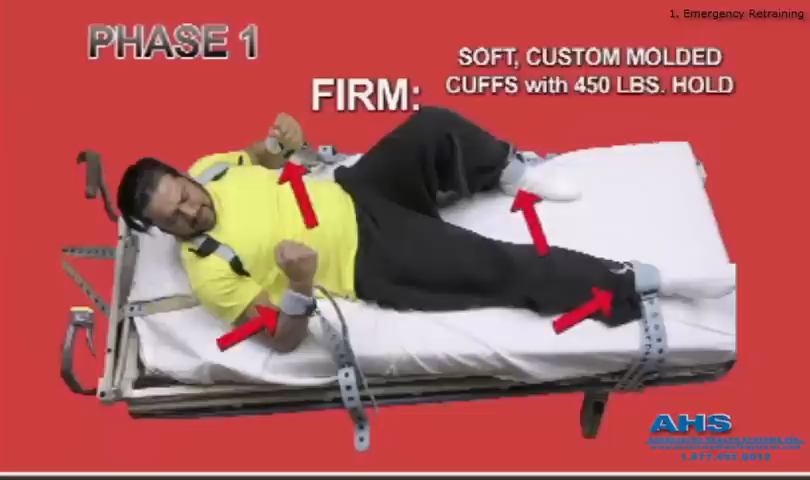 1. Emergency Retraining
PHASE 1
SOFT, CUSTOM MOLDED
CUFFS with 450 LBS. HOLD
FIRM:
AHS